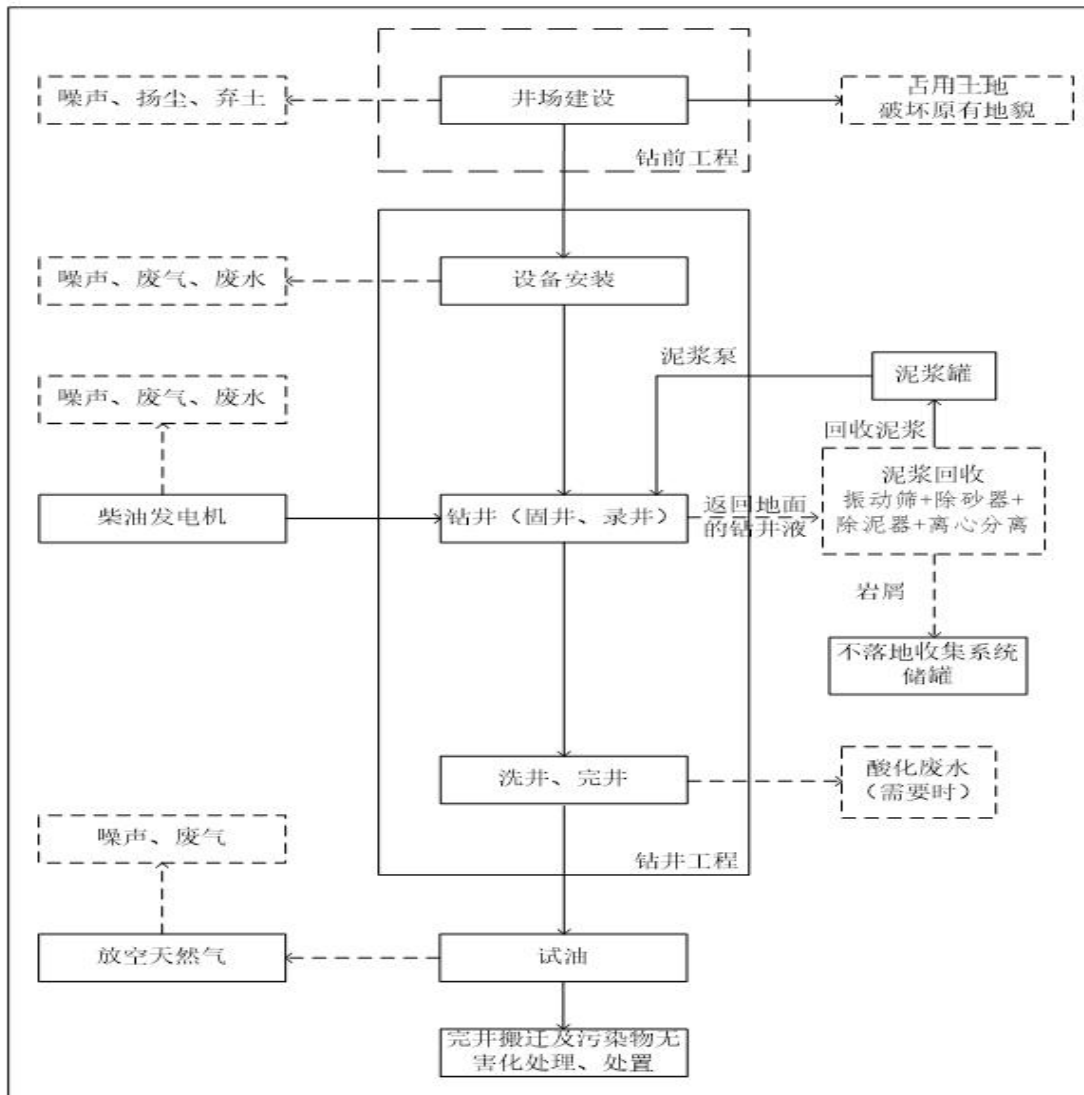 噪声、扬尘、弃土
井场建设
占用土地
破坏原有地貌
钻前工程
噪声、废气、废水
设备安装
泥浆泵
泥浆罐
噪声、废气、废水
回收泥浆
泥浆回收
振动筛+除砂器+
除泥器+离心分离
柴油发电机
钻井（固井、录井）
返回地面
的钻井液
岩屑
不落地收集系统
储罐
洗井、完井
酸化废水
（需要时）
噪声、废气
钻井工程
放空天然气
试油
完井搬迁及污染物无
害化处理、处置